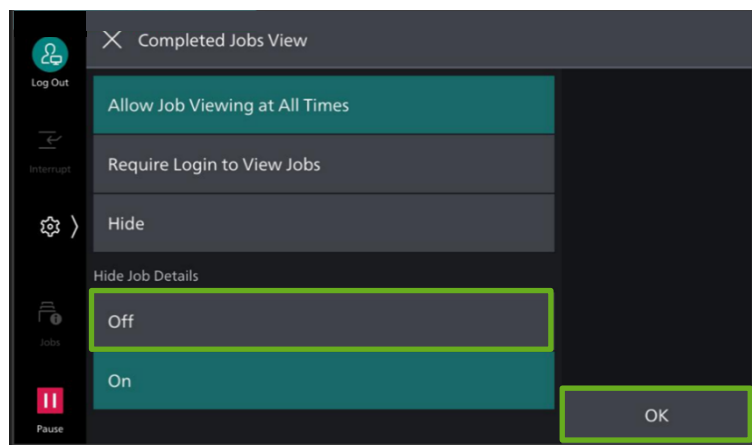 Completed Jobs View
Log Out
Allow Job Viewing at All Times
Interrupt
Require Login to View Jobs
Hide
Hide Job Details
Off
Jobs
On
Pause
OK